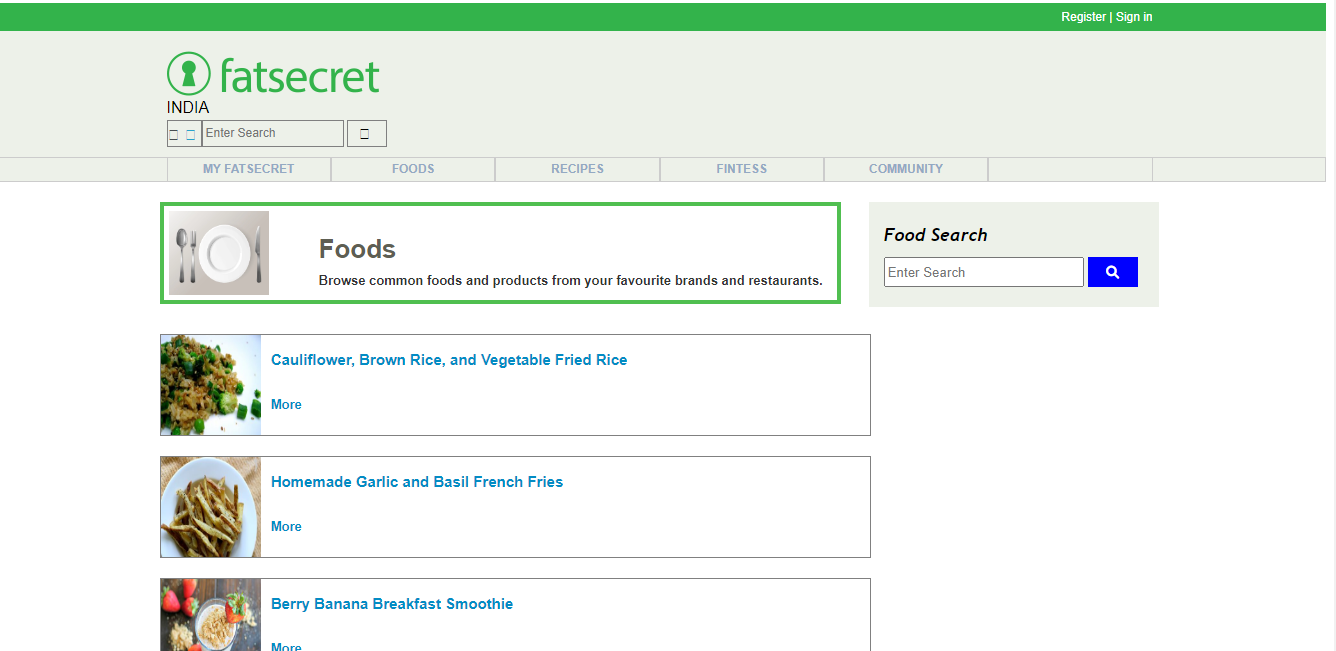 Register | Sign in
fatsecret
INDIA
Enter Search
MY FATSECRET
FOODS
RECIPES
FINTESS
COMMUNITY
Foods
Browse common foods and products from your favourite brands and restaurants.
Food Search
Enter Search
Cauliflower, Brown Rice, and Vegetable Fried Rice
More
Homemade Garlic and Basil French Fries
More
Berry Banana Breakfast Smoothie
More